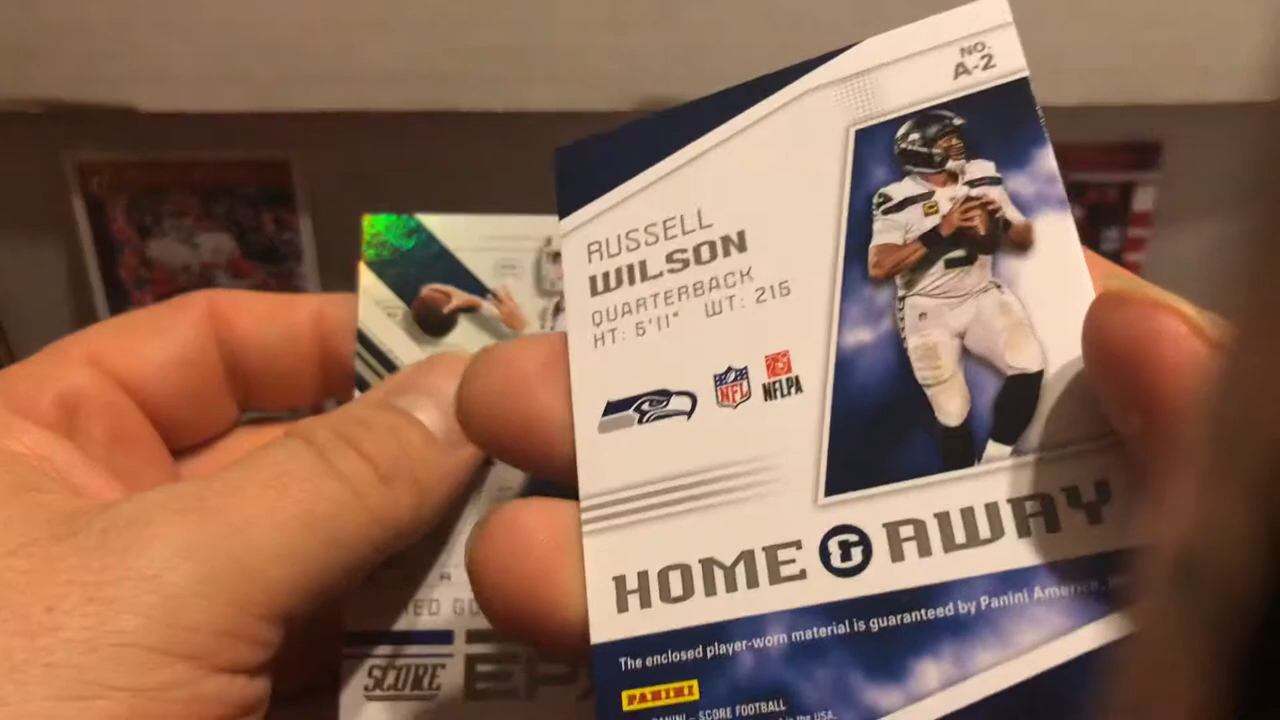 NO.
A-2
RUSSELL
WILSON
QUARTERBACK
HT: 5'11" WT: 215
NFL
NFLPA
HOME & AWAY
The enclosed player-worn material is guaranteed by Panini America,
PANINI
PANINI – SCORE FOOTBALL
in the USA.
SCORE